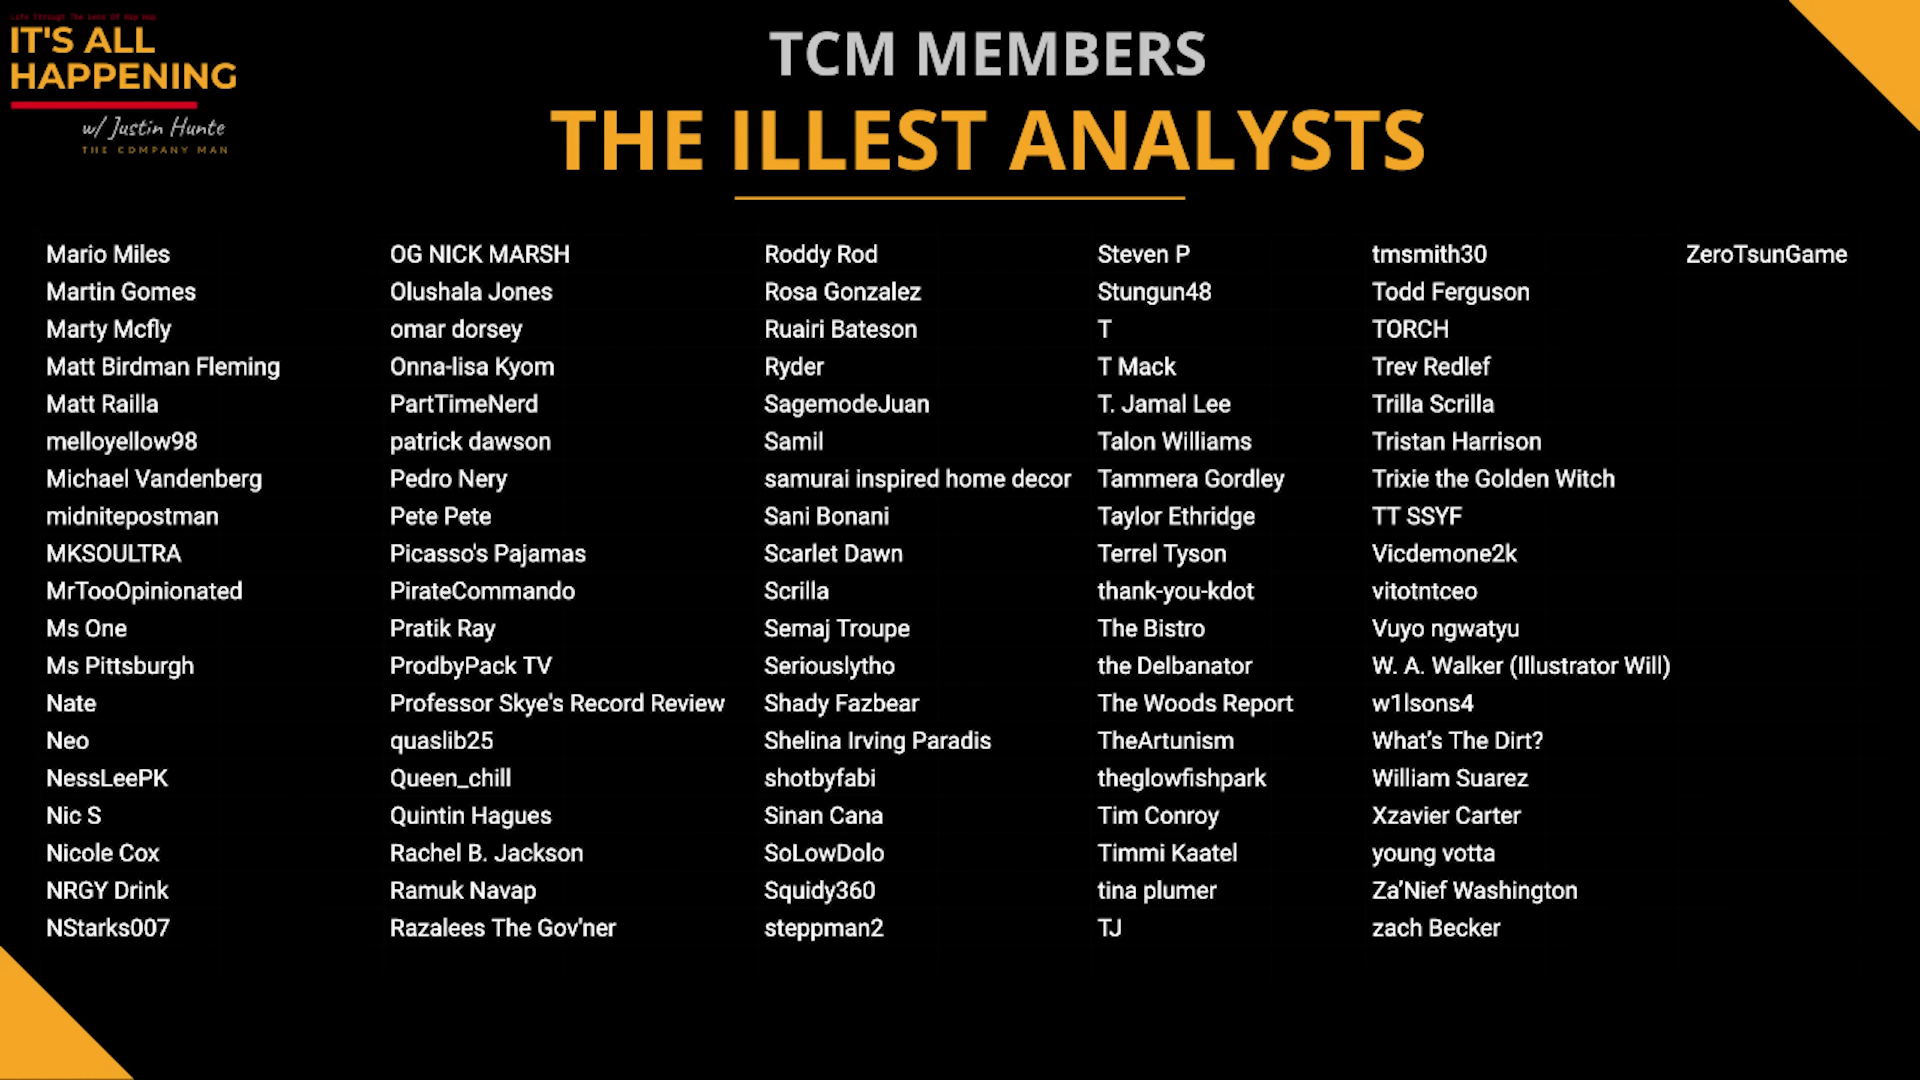 Life Through The Lens Of Hip Hop
IT'S ALL
HAPPENING
w/ Justin Hunte
THE COMPANY MAN
TCM MEMBERS
THE ILLEST ANALYSTS
Mario Miles
Martin Gomes
Marty Mcfly
Matt Birdman Fleming
Matt Railla
melloyellow98
Michael Vandenberg
midnitepostman
MKSOULTRA
MrTooOpinionated
Ms One
Ms Pittsburgh
Nate
Neo
NessLeePK
Nic S
Nicole Cox
NRGY Drink
NStarks007
OG NICK MARSH
Olushala Jones
omar dorsey
Onna-lisa Kyom
PartTimeNerd
patrick dawson
Pedro Nery
Pete Pete
Picasso's Pajamas
PirateCommando
Pratik Ray
ProdbyPack TV
Professor Skye's Record Review
quaslib25
Queen_chill
Quintin Hagues
Rachel B. Jackson
Ramuk Navap
Razalees The Gov'ner
Roddy Rod
Rosa Gonzalez
Ruairi Bateson
Ryder
SagemodeJuan
Samil
samurai inspired home decor
Sani Bonani
Scarlet Dawn
Scrilla
Semaj Troupe
Seriouslytho
Shady Fazbear
Shelina Irving Paradis
shotbyfabi
Sinan Cana
SoLowDolo
Squidy360
steppman2
Steven P
Stungun48
T
T Mack
T. Jamal Lee
Talon Williams
Tammera Gordley
Taylor Ethridge
Terrel Tyson
thank-you-kdot
The Bistro
the Delbanator
The Woods Report
TheArtunism
theglowfishpark
Tim Conroy
Timmi Kaatel
tina plumer
TJ
tmsmith30
Todd Ferguson
TORCH
Trev Redlef
Trilla Scrilla
Tristan Harrison
Trixie the Golden Witch
TT SSYF
Vicdemone2k
vitotntceo
Vuyo ngwatyu
W. A. Walker (Illustrator Will)
w1lsons4
What's The Dirt?
William Suarez
Xzavier Carter
young votta
Za'Nief Washington
zach Becker
ZeroTsunGame